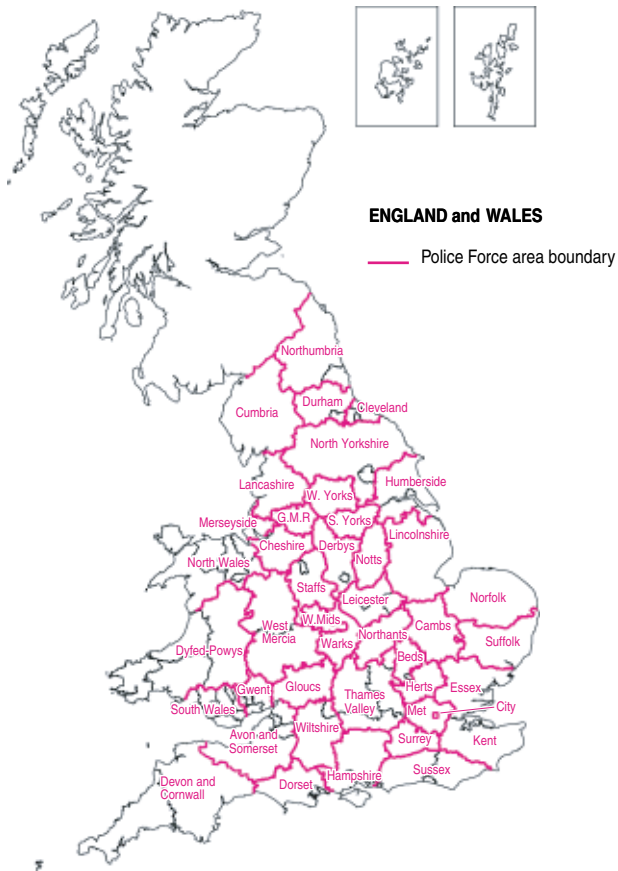 ENGLAND and WALES
Police Force area boundary
Northumbria
Durham
Cleveland
Cumbria
North Yorkshire
Lancashire
Humberside
W. Yorks
Merseyside
G.M.R
S. Yorks
Lincolnshire
Cheshire
Derbys
North Wales
Notts
Staffs
Leicester
Norfolk
West
Mercia
W.Mids
Cambs
Northants
Suffolk
Warks
Dyfed-Powys
Beds
Gwent
Gloucs
Herts
Essex
Thames
Valley
South Wales
Met
City
Avon and
Somerset
Wiltshire
Surrey
Kent
Sussex
Hampshire
Devon and
Cornwall
Dorset